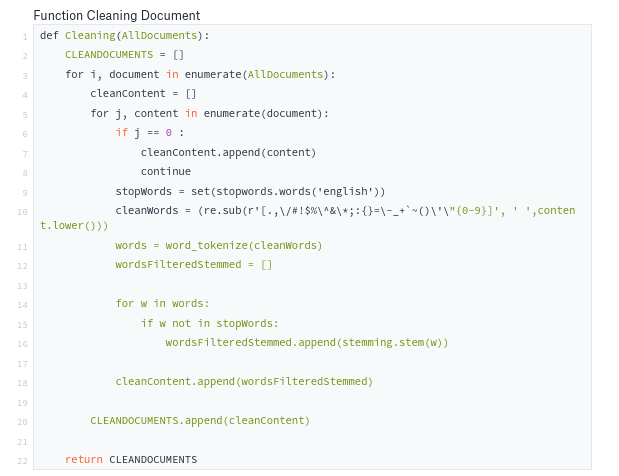 Function Cleaning Document
1 def Cleaning(AllDocuments):
2     CLEANDOCUMENTS = []
3     for i, document in enumerate(AllDocuments):
4         cleanContent = []
5         for j, content in enumerate(document):
6             if j == 0 :
7                 cleanContent.append(content)
8                 continue
9             stopWords = set(stopwords.words('english'))
10             cleanWords = (re.sub(r'[.,\/#!$%\^&\*;:{}=\-_+`~()\'\"{0-9}]', ' ',conten
t.lower()))
11             words = word_tokenize(cleanWords)
12             wordsFilteredStemmed = []
13
14             for w in words:
15                 if w not in stopWords:
16                     wordsFilteredStemmed.append(stemming.stem(w))
17
18             cleanContent.append(wordsFilteredStemmed)
19
20         CLEANDOCUMENTS.append(cleanContent)
21
22     return CLEANDOCUMENTS